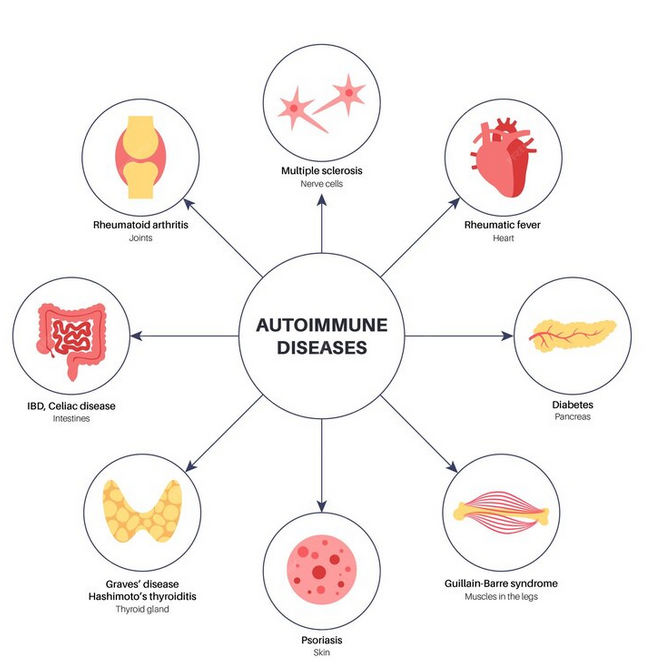 Multiple sclerosis
Nerve cells
Rheumatoid arthritis
Joints
Rheumatic fever
Heart
AUTOIMMUNE
DISEASES
IBD, Celiac disease
Intestines
Diabetes
Pancreas
Graves’ disease
Hashimoto’s thyroiditis
Thyroid gland
Guillain-Barre syndrome
Muscles in the legs
Psoriasis
Skin